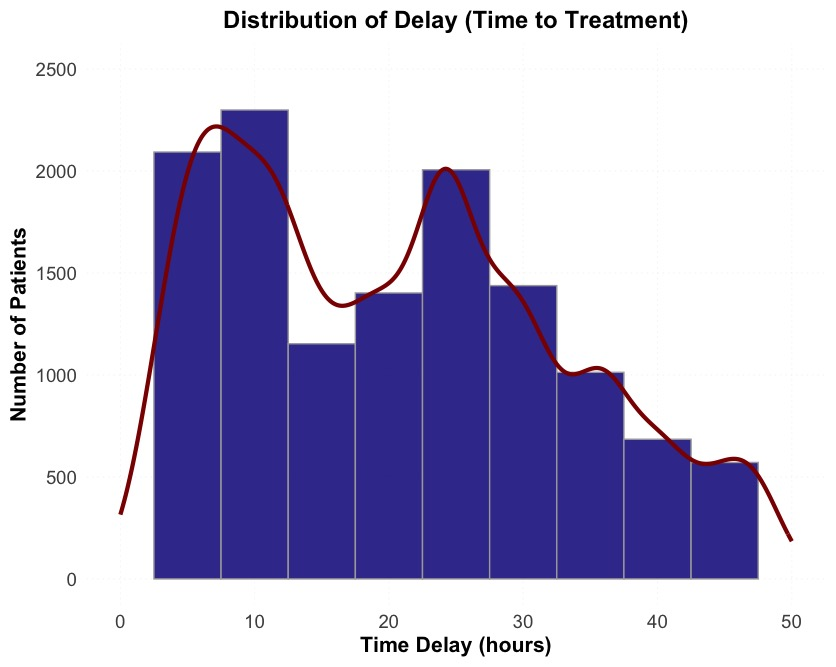 Distribution of Delay (Time to Treatment)
Number of Patients
2500
2000
1500
1000
500
0
0 10 20 30 40 50
Time Delay (hours)